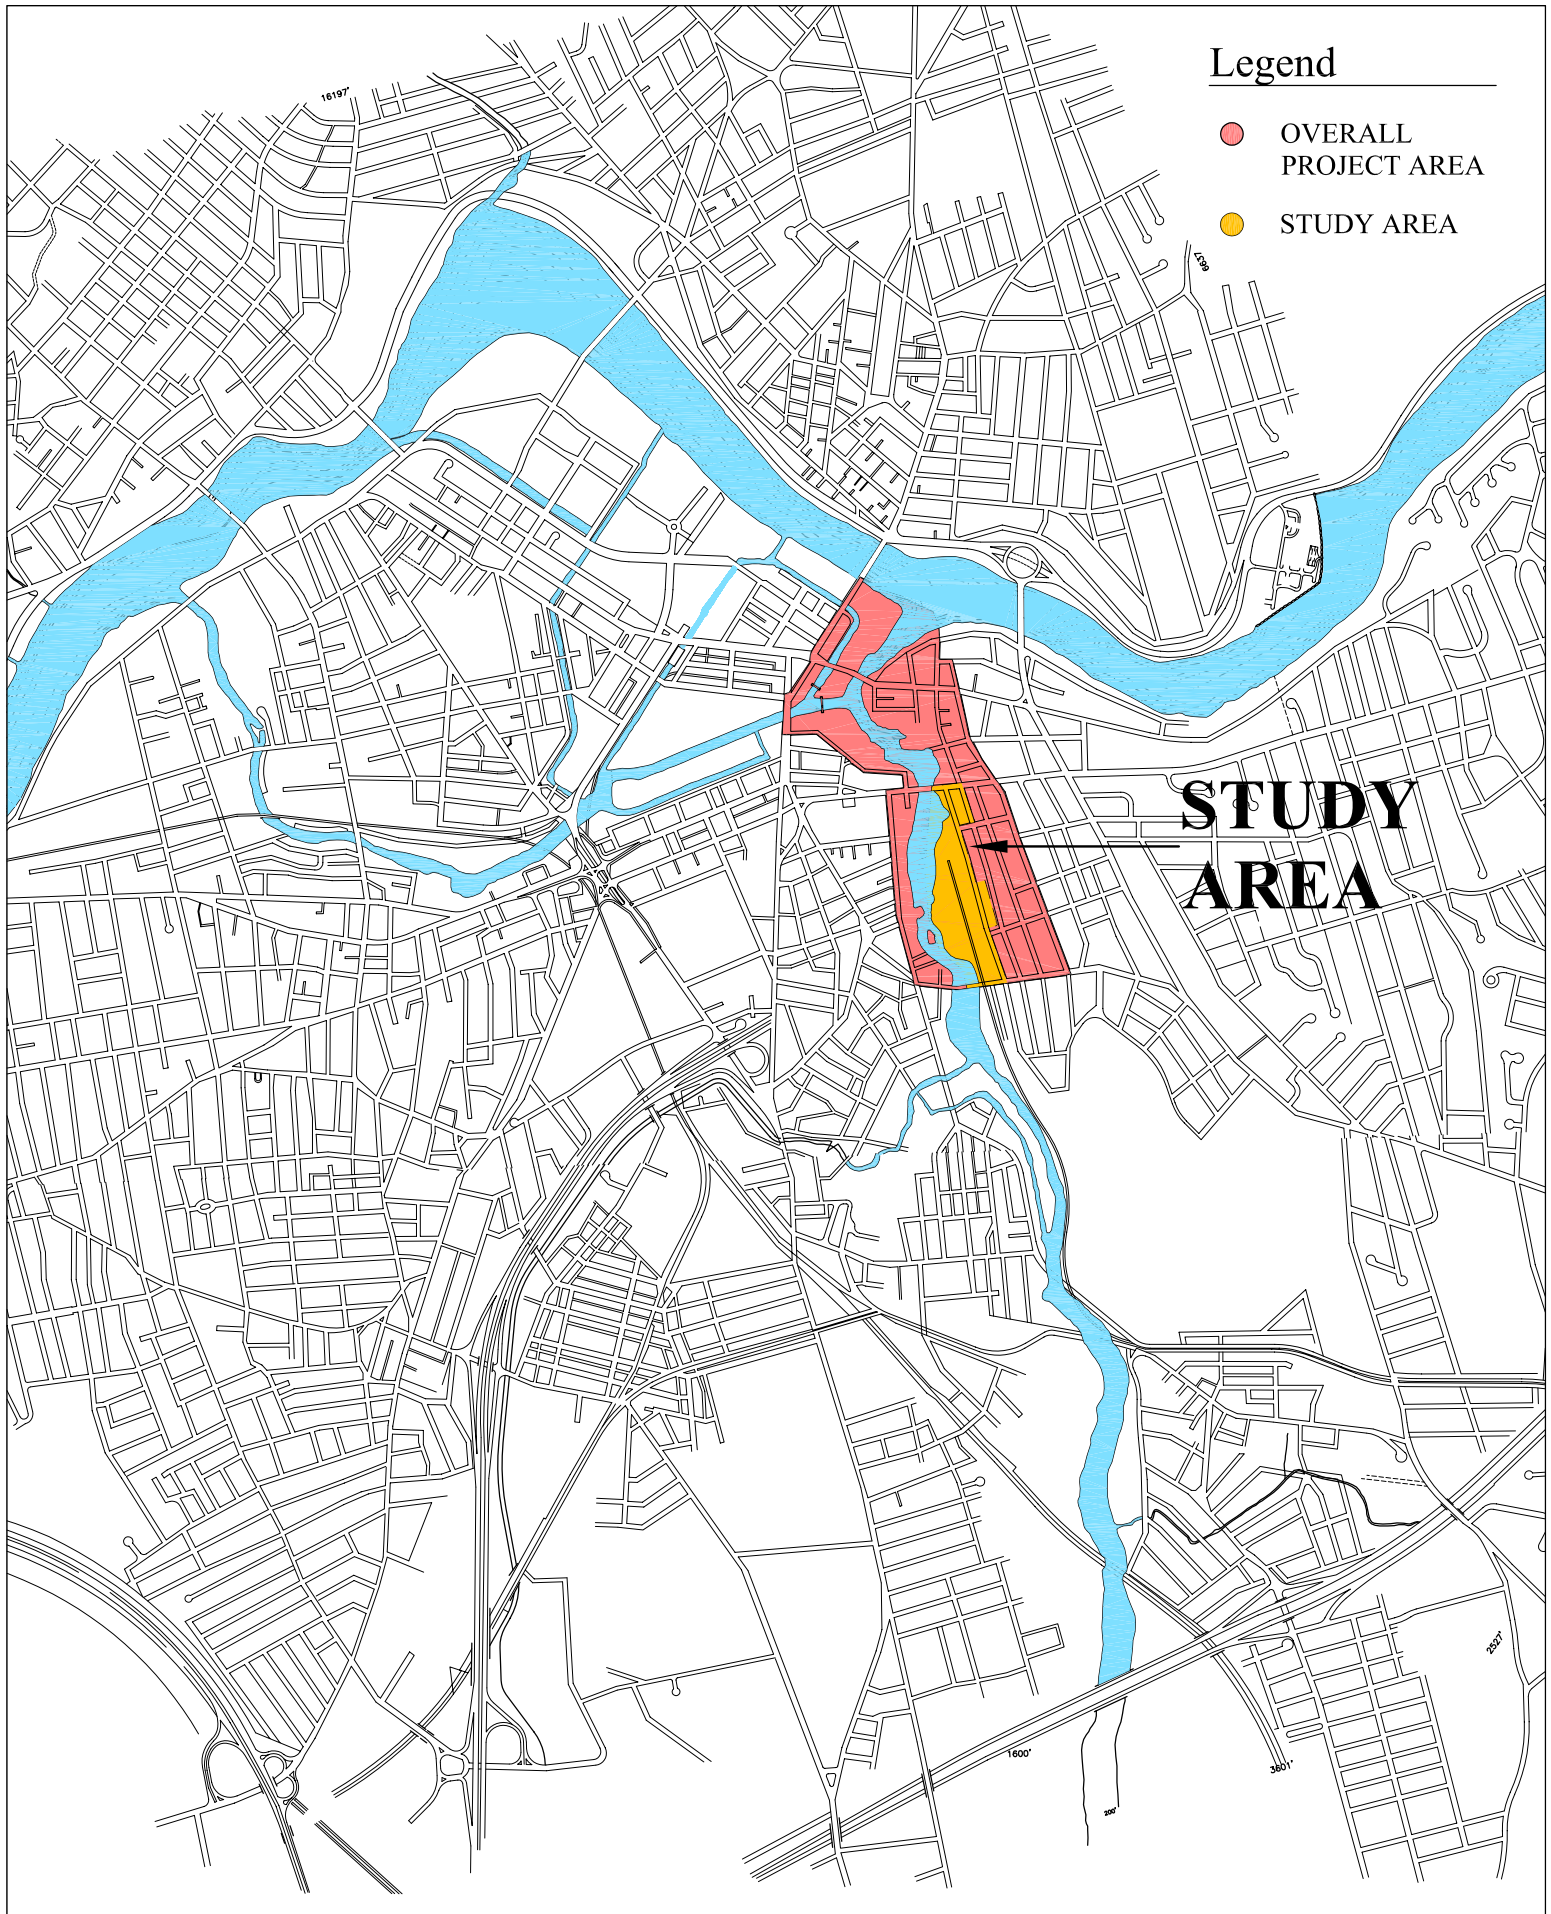 Legend
OVERALL
PROJECT AREA
STUDY AREA
16197'
6637
STUDY
AREA
2527'
1600'
3601'
200'